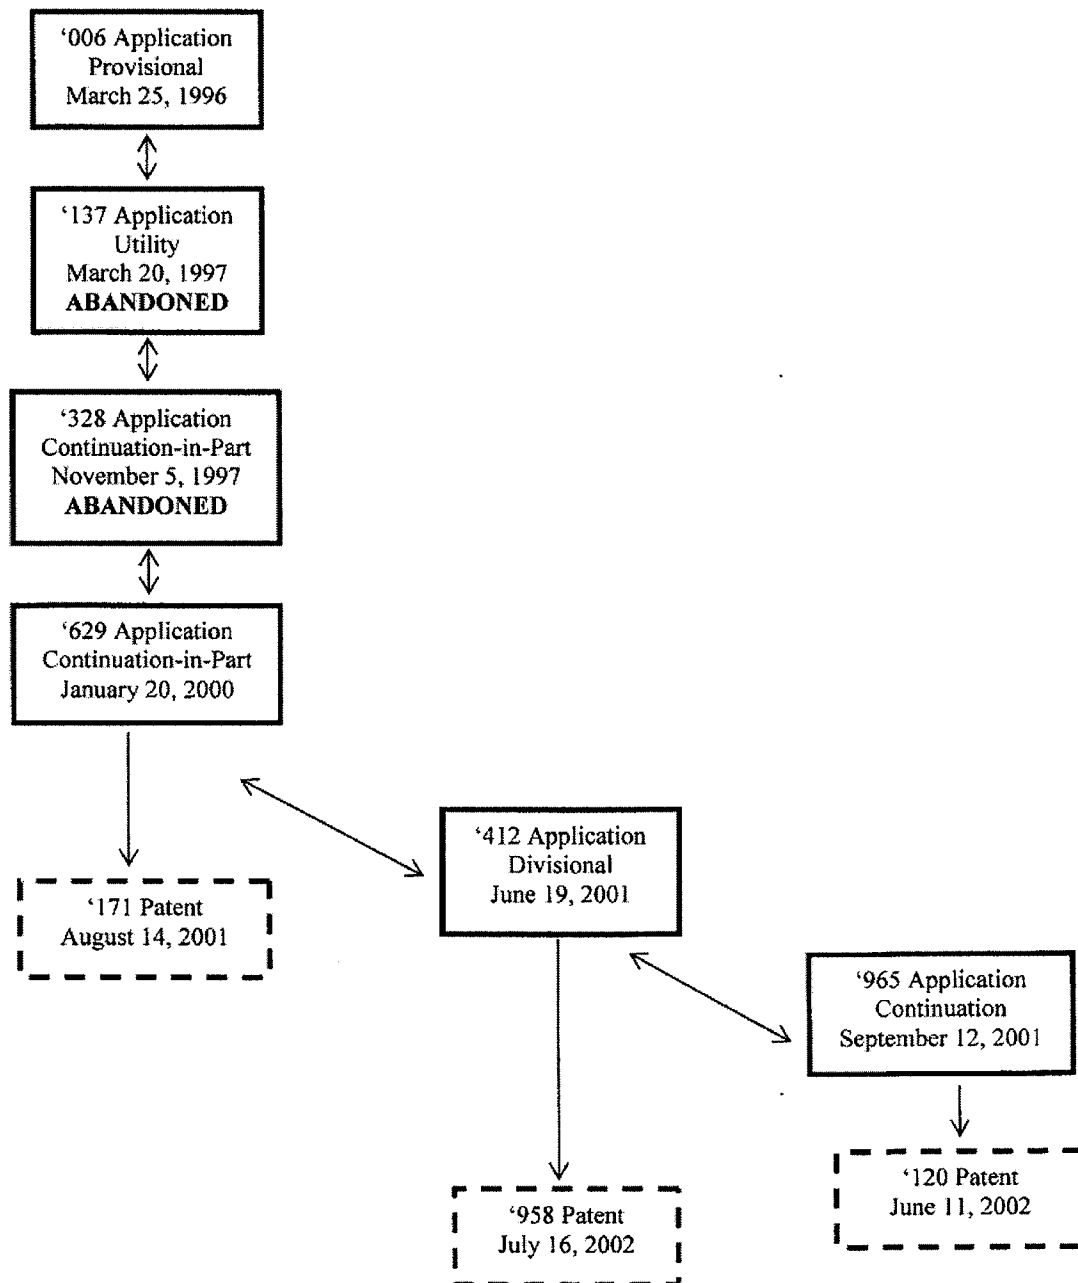 ‘006 Application
Provisional
March 25, 1996
‘137 Application
Utility
March 20, 1997
ABANDONED
‘328 Application
Continuation-in-Part
November 5, 1997
ABANDONED
‘629 Application
Continuation-in-Part
January 20, 2000
‘171 Patent
August 14, 2001
‘412 Application
Divisional
June 19, 2001
‘965 Application
Continuation
September 12, 2001
‘958 Patent
July 16, 2002
‘120 Patent
June 11, 2002